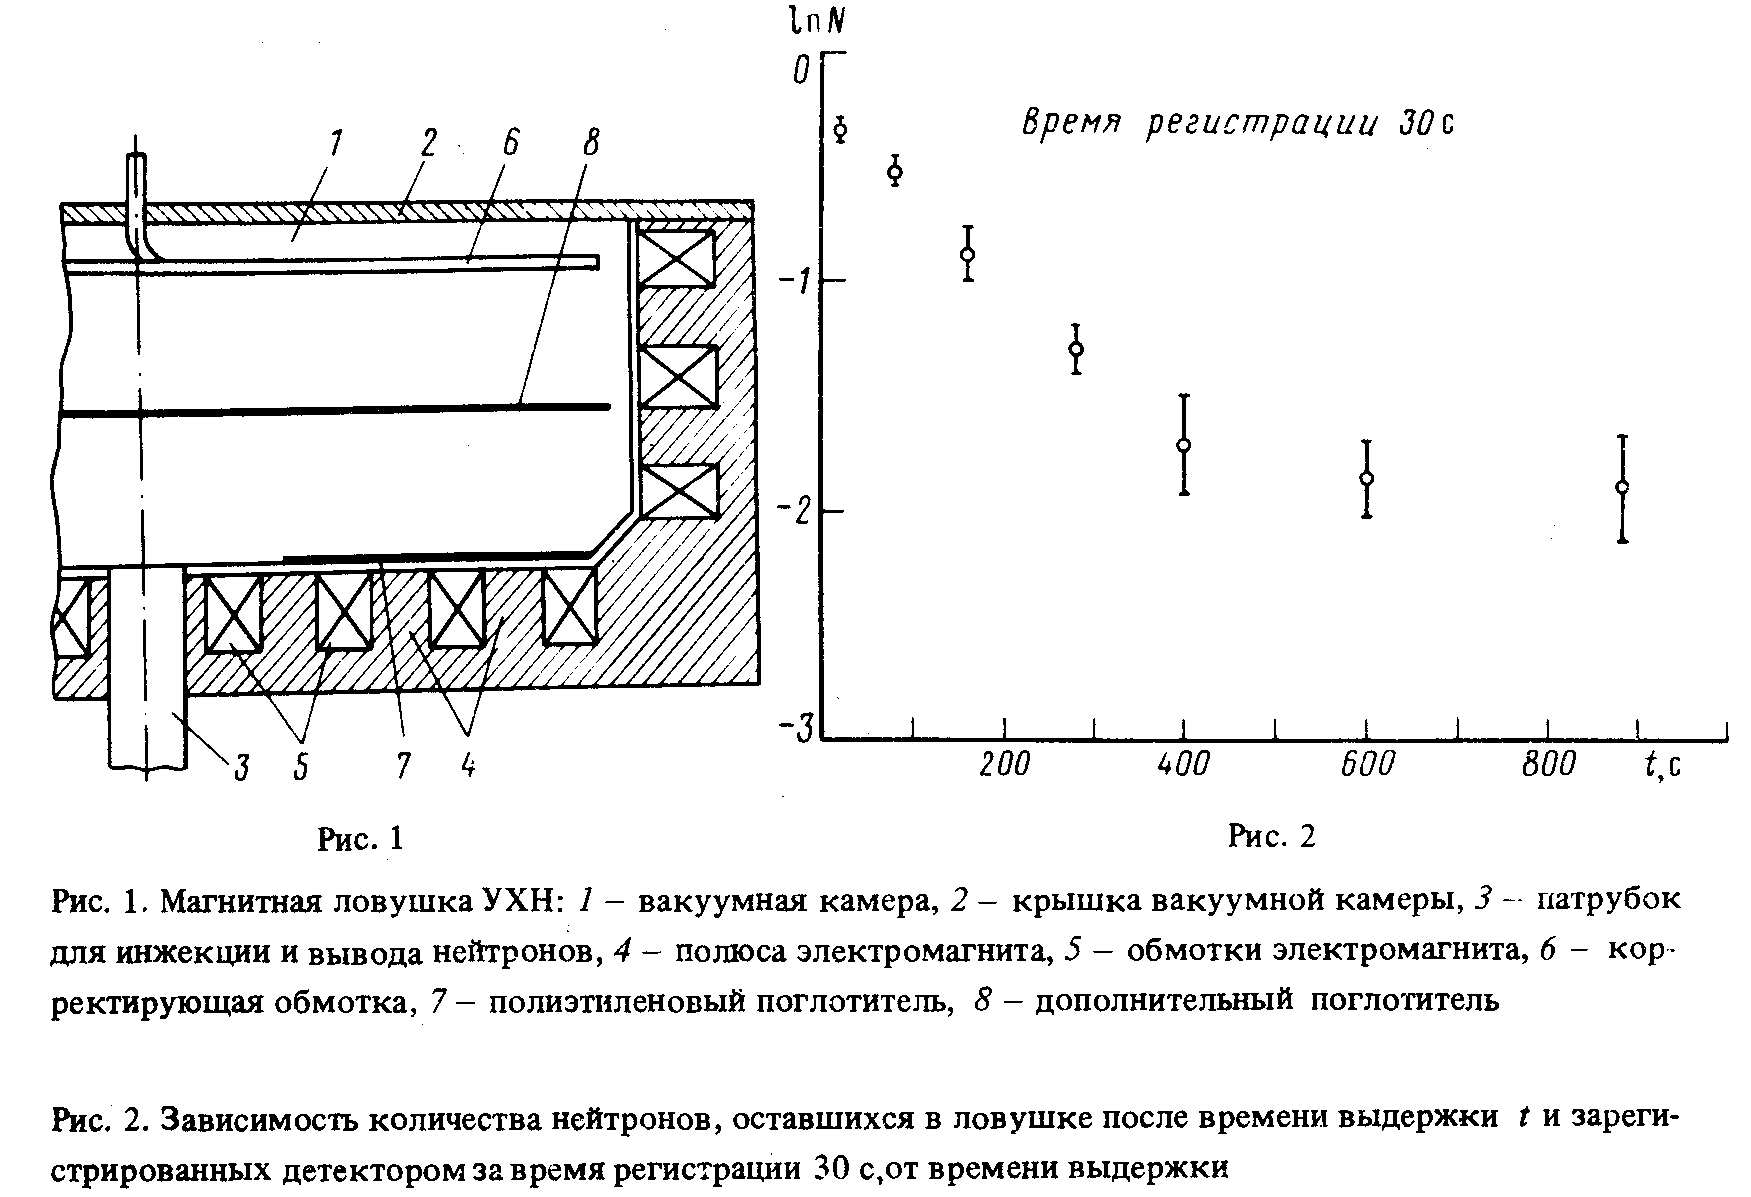 ln N
0
Время регистрации 30 с
1 2 6 8
-1
-2
-3
3 5 7 4
200 400 600 800 t, с
Рис. 1
Рис. 2
Рис. 1. Магнитная ловушка УХН: 1 – вакуумная камера, 2 – крышка вакуумной камеры, 3 – патрубок
для инжекции и вывода нейтронов, 4 – полюса электромагнита, 5 – обмотки электромагнита, 6 – кор-
ректирующая обмотка, 7 – полиэтиленовый поглотитель, 8 – дополнительный поглотитель
Рис. 2. Зависимость количества нейтронов, оставшихся в ловушке после времени выдержки t и зареги-
стрированных детектором за время регистрации 30 с,от времени выдержки